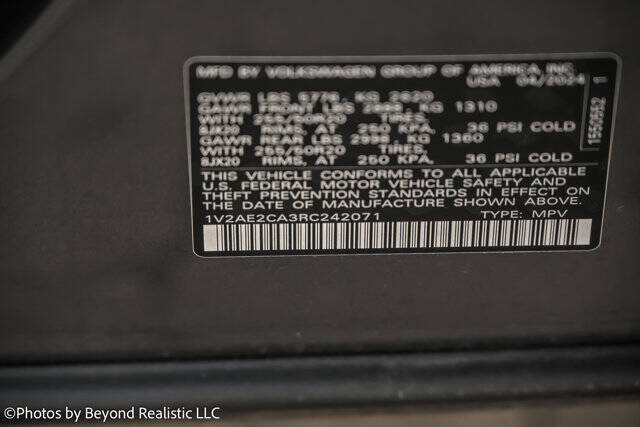 MFD BY VOLKSWAGEN GROUP OF AMERICA, INC.
USA 04/2024
GVWR LBS 5776 KG 2620
GAWR FRONT LBS 2888, KG 1310
WITH 255/50R20 TIRES,
8JX20 RIMS, AT 250 KPA, 36 PSI COLD
GAWR REAR LBS 2998, KG 1360
WITH 255/50R20 TIRES,
8JX20 RIMS, AT 250 KPA, 36 PSI COLD
THIS VEHICLE CONFORMS TO ALL APPLICABLE
U.S. FEDERAL MOTOR VEHICLE SAFETY AND
THEFT PREVENTION STANDARDS IN EFFECT ON
THE DATE OF MANUFACTURE SHOWN ABOVE.
1V2AE2CA3RC242071 TYPE: MPV
1
©Photos by Beyond Realistic LLC